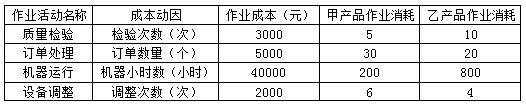 作业活动名称 成本动因 作业成本（元） 甲产品作业消耗 乙产品作业消耗
质量检验 检验次数（次） 3000 5 10
订单处理 订单数量（个） 5000 30 20
机器运行 机器小时数（小时） 40000 200 800
设备调整 调整次数（次） 2000 6 4